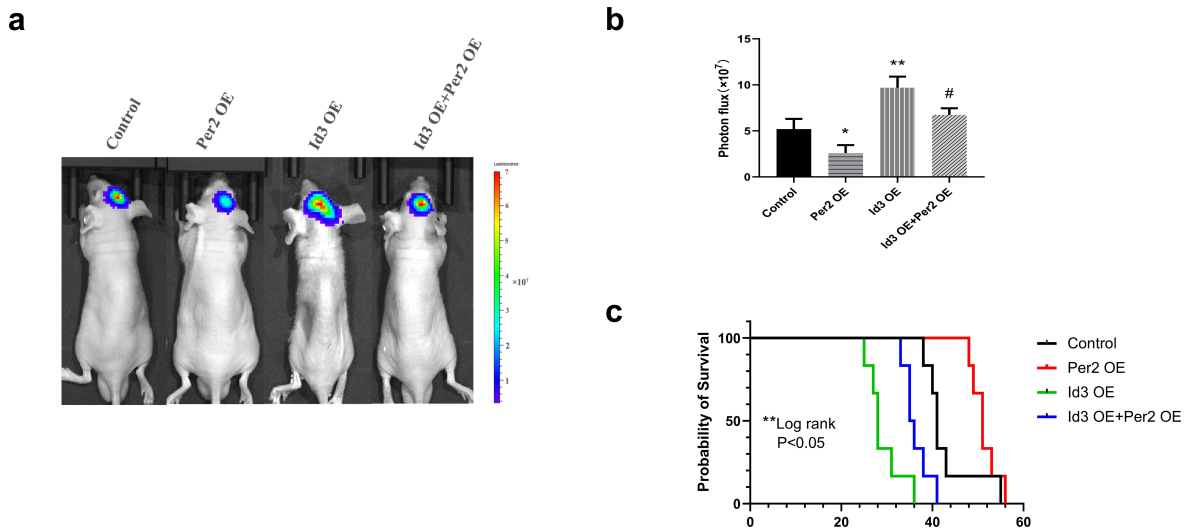 a
Control
Per2 OE
Id3 OE
Id3 OE+Per2 OE
Luminescence
7
6
5
4
×10⁷
3
2
1
b
Photon flux(×10⁷)
15
10
5
0
*
**
#
Control
Per2 OE
Id3 OE
Id3 OE+Per2 OE
c
Probability of Survival
100
50
0
**Log rank
P<0.05
0
20
40
60
Control
Per2 OE
Id3 OE
Id3 OE+Per2 OE